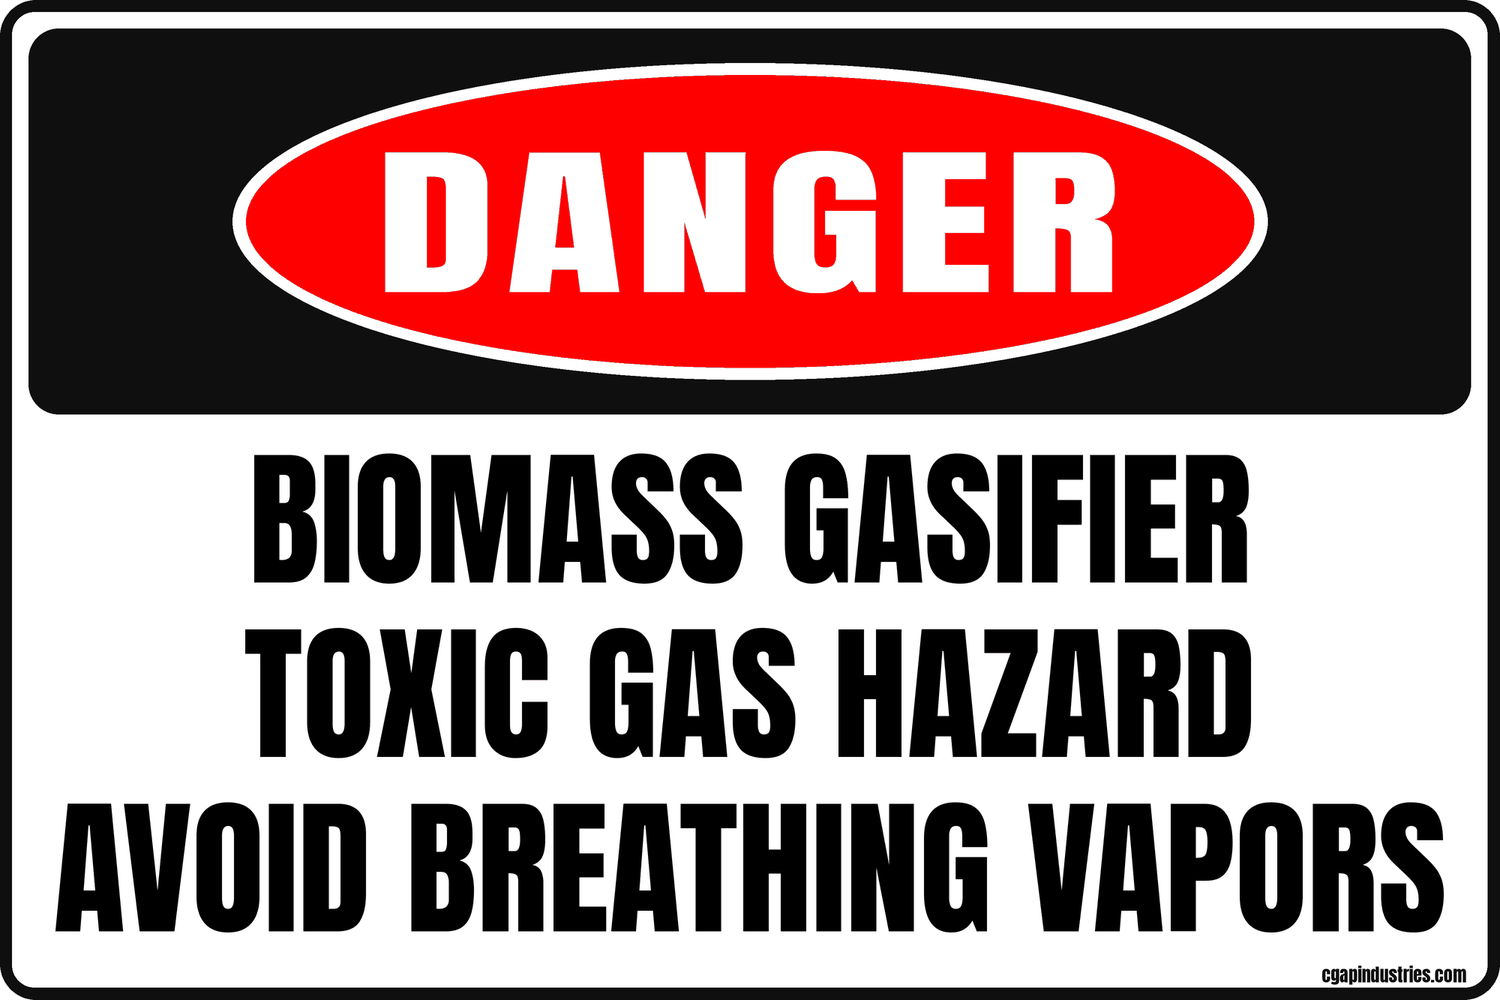 DANGER
BIOMASS GASIFIER
TOXIC GAS HAZARD
AVOID BREATHING VAPORS
cgapindustries.com